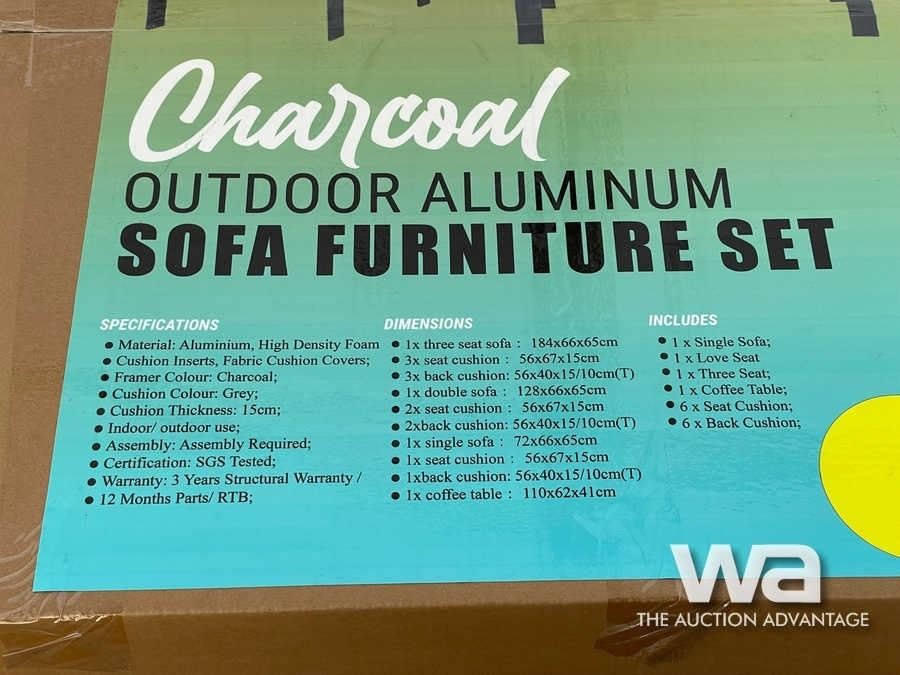 Charcoal
OUTDOOR ALUMINUM
SOFA FURNITURE SET
SPECIFICATIONS
● Material: Aluminium, High Density Foam
● Cushion Inserts, Fabric Cushion Covers;
● Framer Colour: Charcoal;
● Cushion Colour: Grey;
● Cushion Thickness: 15cm;
● Indoor/ outdoor use;
● Assembly: Assembly Required;
● Certification: SGS Tested;
● Warranty: 3 Years Structural Warranty /
● 12 Months Parts/ RTB;
DIMENSIONS
● 1x three seat sofa : 184x66x65cm
● 3x seat cushion : 56x67x15cm
● 3x back cushion: 56x40x15/10cm(T)
● 1x double sofa : 128x66x65cm
● 2x seat cushion : 56x67x15cm
● 2xback cushion: 56x40x15/10cm(T)
● 1x single sofa : 72x66x65cm
● 1x seat cushion : 56x67x15cm
● 1xback cushion: 56x40x15/10cm(T)
● 1x coffee table : 110x62x41cm
INCLUDES
● 1 x Single Sofa;
● 1 x Love Seat
● 1 x Three Seat;
● 1 x Coffee Table;
● 6 x Seat Cushion;
● 6 x Back Cushion;
wa
THE AUCTION ADVANTAGE